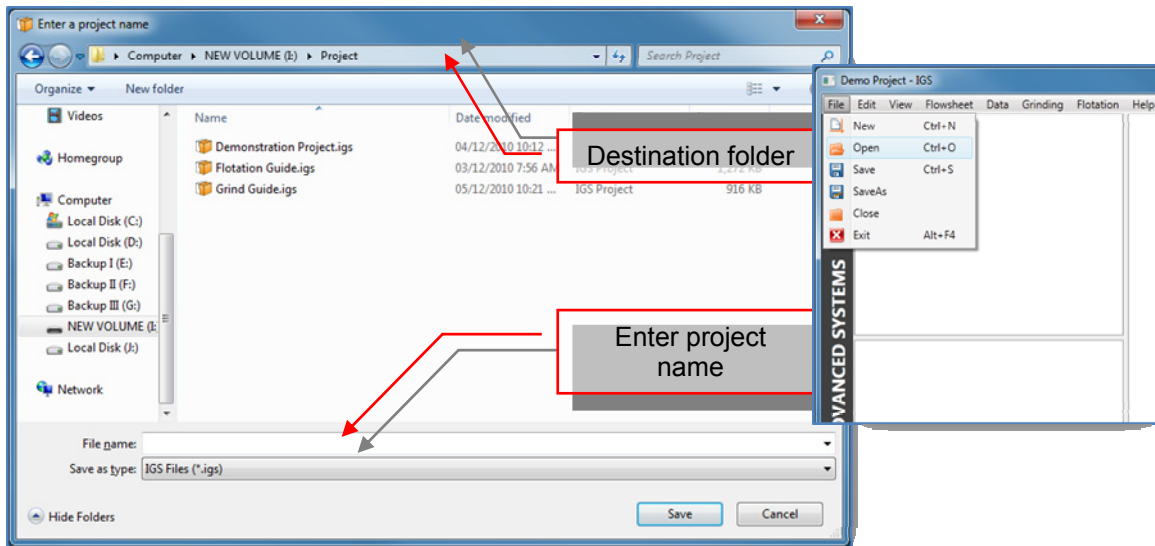 Enter a project name
Computer NEW VOLUME (I:) Project
Search Project
Organize New folder
Videos
Homegroup
Computer
Local Disk (C:)
Local Disk (D:)
Backup I (E:)
Backup II (F:)
Backup III (G:)
NEW VOLUME (I:
Local Disk (J:)
Network
Name Date modified
Demonstration Project.igs 04/12/2010 10:12 ...
Flotation Guide.igs 03/12/2010 7:56 AM IGS Project 1,272 KB
Grind Guide.igs 05/12/2010 10:21 ... IGS Project 916 KB
Destination folder
Enter project
name
File name:
Save as type: IGS Files (*.igs)
Hide Folders
Save Cancel
Demo Project - IGS
File Edit View Flowsheet Data Grinding Flotation Help
New Ctrl+N
Open Ctrl+O
Save Ctrl+S
SaveAs
Close
Exit Alt+F4
DVANCED SYSTEMS